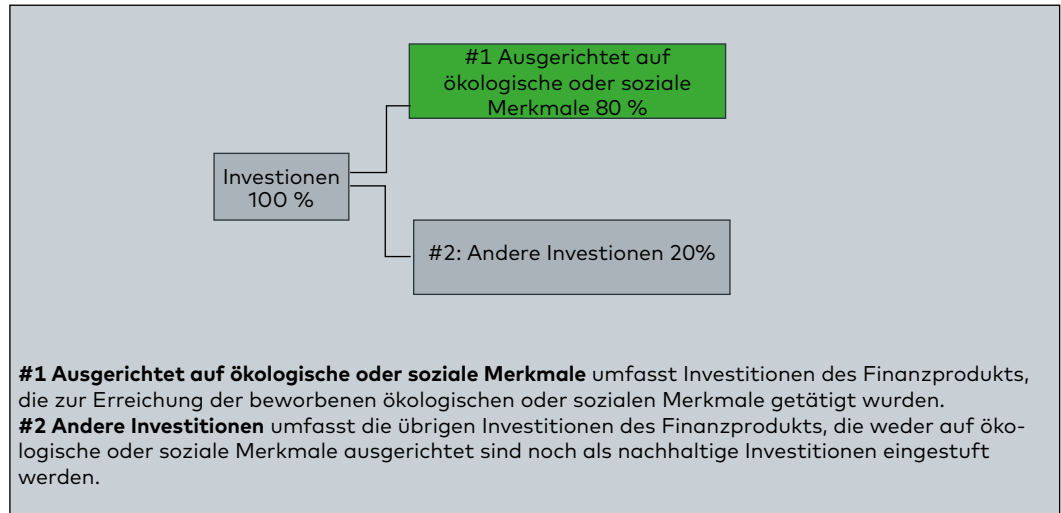 #1 Ausgerichtet auf
ökologische oder soziale
Merkmale 80 %
Investionen
100 %
#2: Andere Investionen 20%
#1 Ausgerichtet auf ökologische oder soziale Merkmale umfasst Investitionen des Finanzprodukts,
die zur Erreichung der beworbenen ökologischen oder sozialen Merkmale getätigt wurden.
#2 Andere Investitionen umfasst die übrigen Investitionen des Finanzprodukts, die weder auf öko-
logische oder soziale Merkmale ausgerichtet sind noch als nachhaltige Investitionen eingestuft
werden.